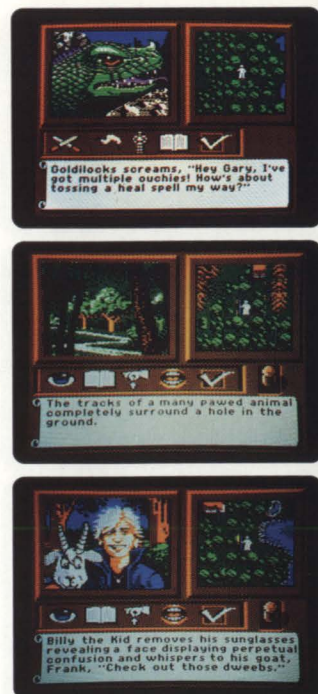 Goldilocks screams, "Hey Gary, I've
got multiple ouchies! How's about
tossing a heal spell my way?"
The tracks of a many pawed animal
completely surround a hole in the
ground.
Billy the Kid removes his sunglasses
revealing a face displaying perpetual
confusion and whispers to his goat,
Frank, "Check out those dweebs."